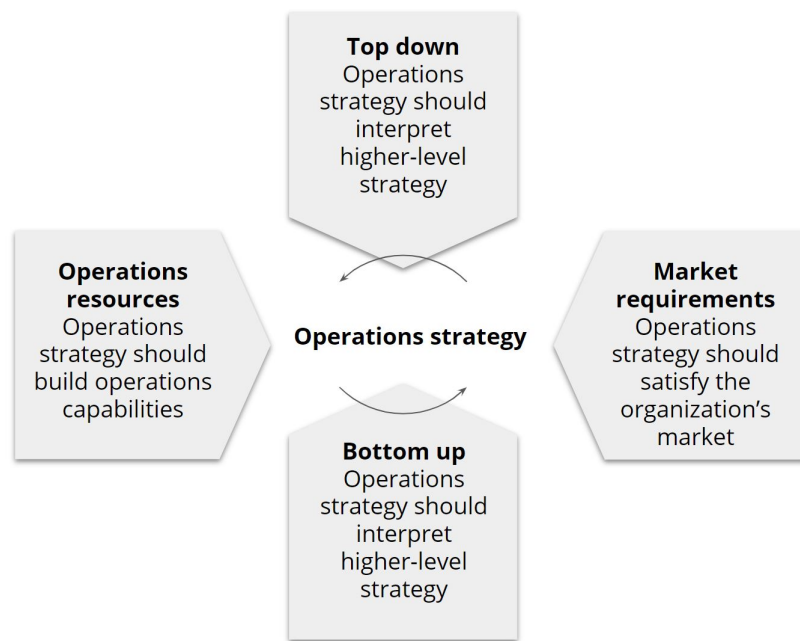 Top down
Operations
strategy should
interpret
higher-level
strategy
Operations
resources
Operations
strategy should
build operations
capabilities
Operations strategy
Market
requirements
Operations
strategy should
satisfy the
organization’s
market
Bottom up
Operations
strategy should
interpret
higher-level
strategy